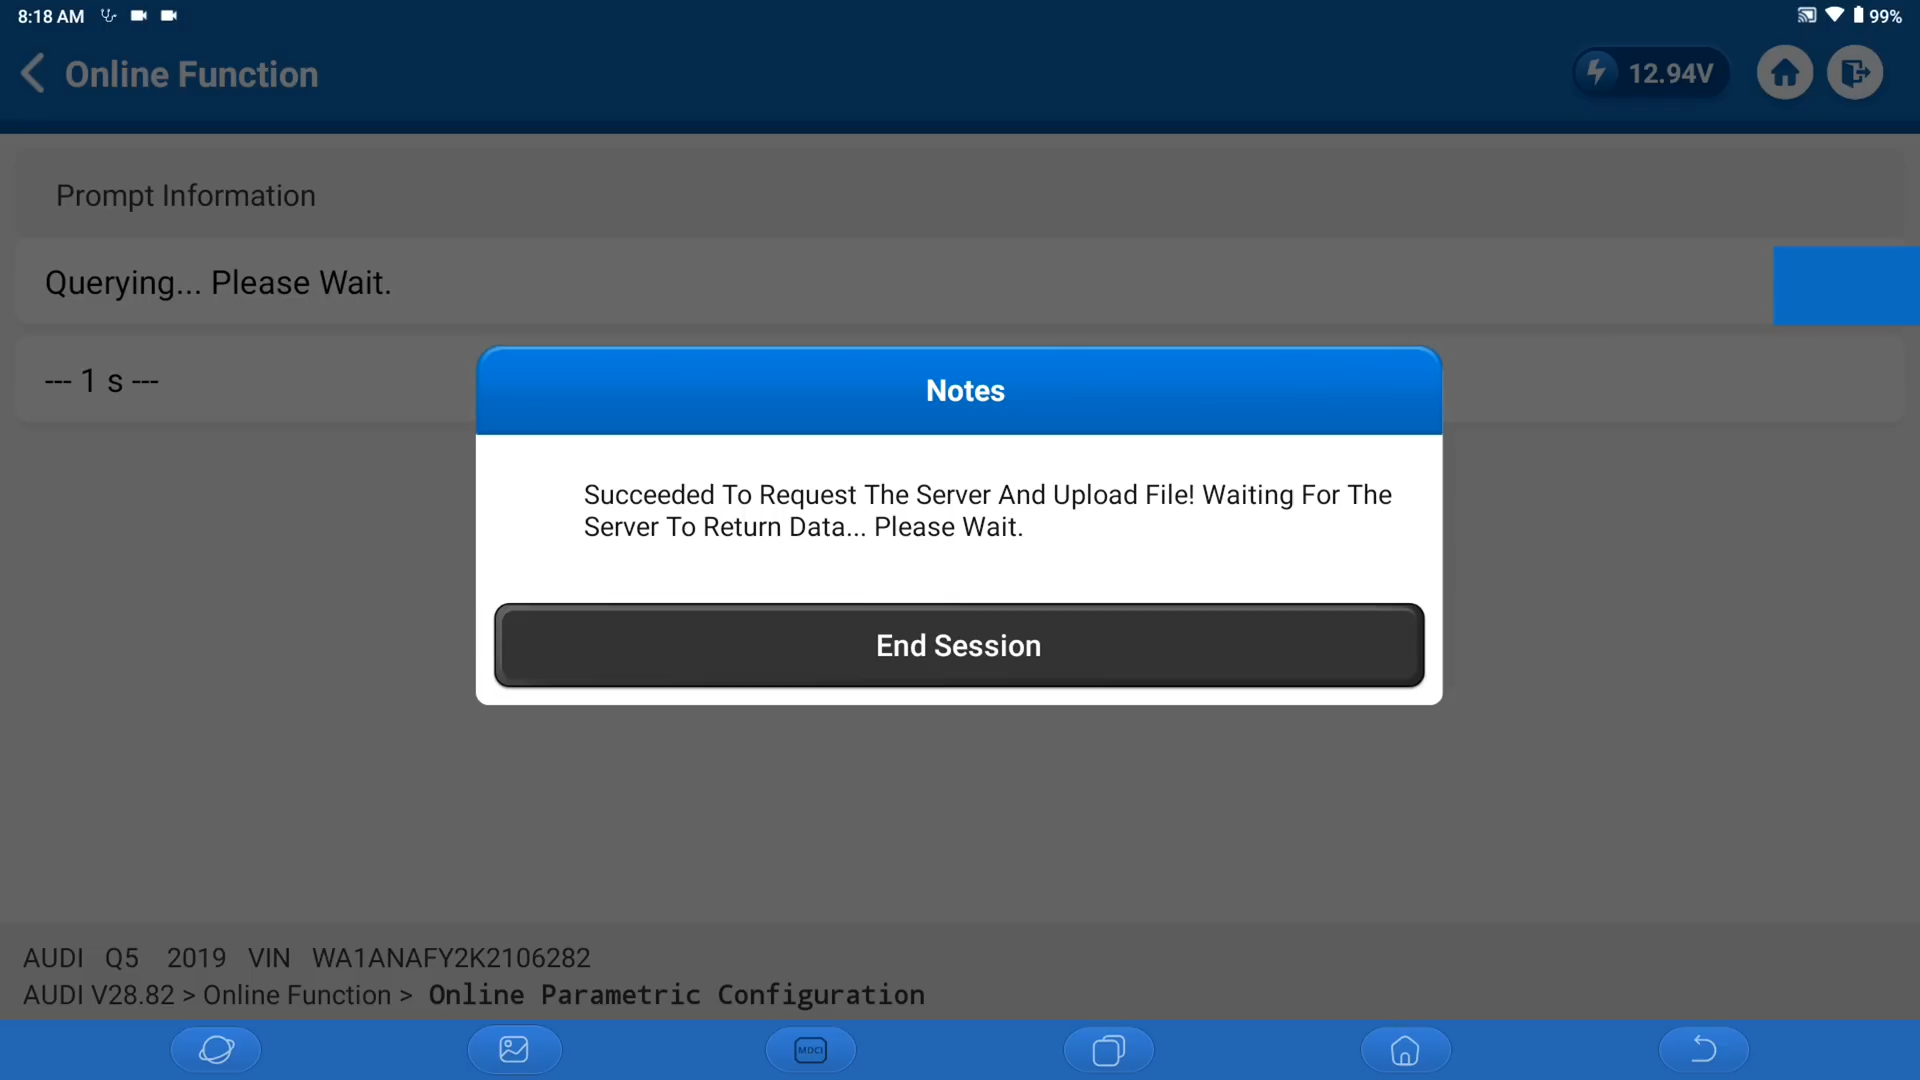 8:18 AM
99%
Online Function
12.94V
Prompt Information
Querying... Please Wait.
--- 1 s ---
Notes
Succeeded To Request The Server And Upload File! Waiting For The
Server To Return Data... Please Wait.
End Session
AUDI Q5 2019 VIN WA1ANAFY2K2106282
AUDI V28.82 > Online Function > Online Parametric Configuration
MDCI